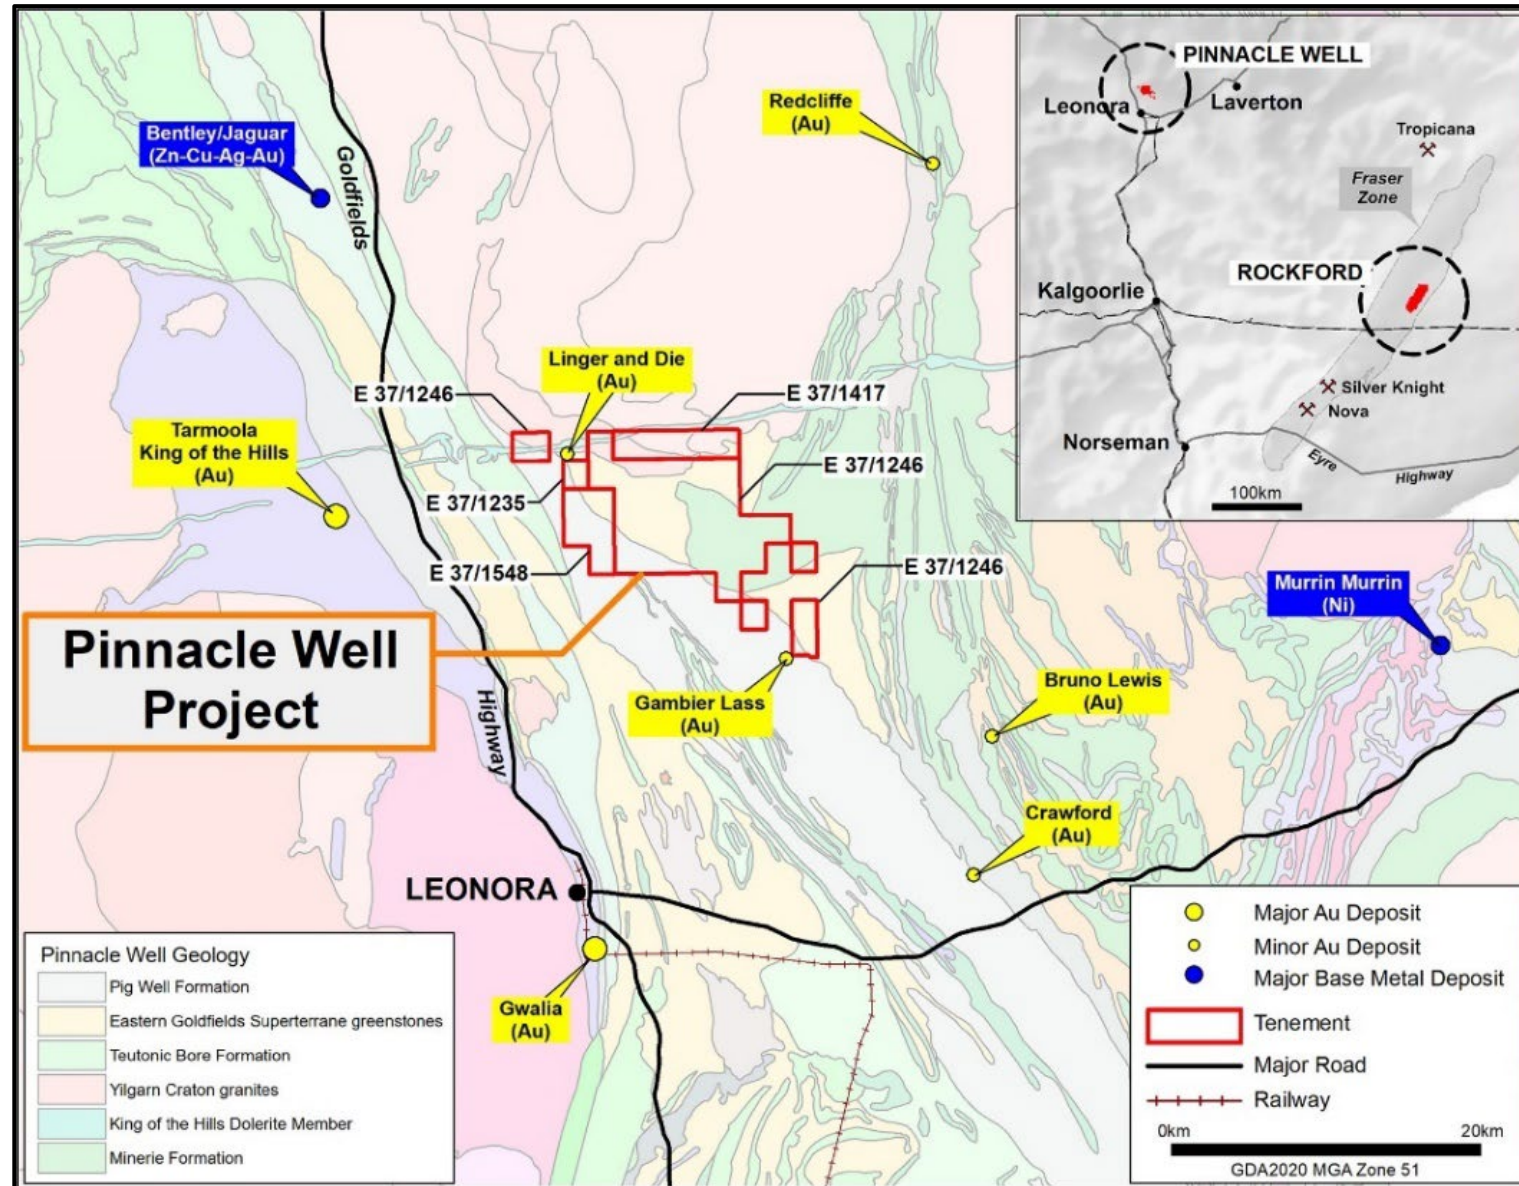 Bentley/Jaguar
(Zn-Cu-Ag-Au)
Goldfields
Highway
Redcliffe
(Au)
Linger and Die
(Au)
E 37/1246
E 37/1417
Tarmoola
King of the Hills
(Au)
E 37/1246
E 37/1235
E 37/1548
E 37/1246
Murrin Murrin
(Ni)
Pinnacle Well
Project
Gambier Lass
(Au)
Bruno Lewis
(Au)
Crawford
(Au)
LEONORA
Gwalia
(Au)
PINNACLE WELL
Leonora
Laverton
Tropicana
Fraser
Zone
ROCKFORD
Kalgoorlie
Silver Knight
Nova
Norseman
Eyre
Highway
100km
Pinnacle Well Geology
Pig Well Formation
Eastern Goldfields Superterrane greenstones
Teutonic Bore Formation
Yilgarn Craton granites
King of the Hills Dolerite Member
Minerie Formation
Major Au Deposit
Minor Au Deposit
Major Base Metal Deposit
Tenement
Major Road
Railway
0km
20km
GDA2020 MGA Zone 51